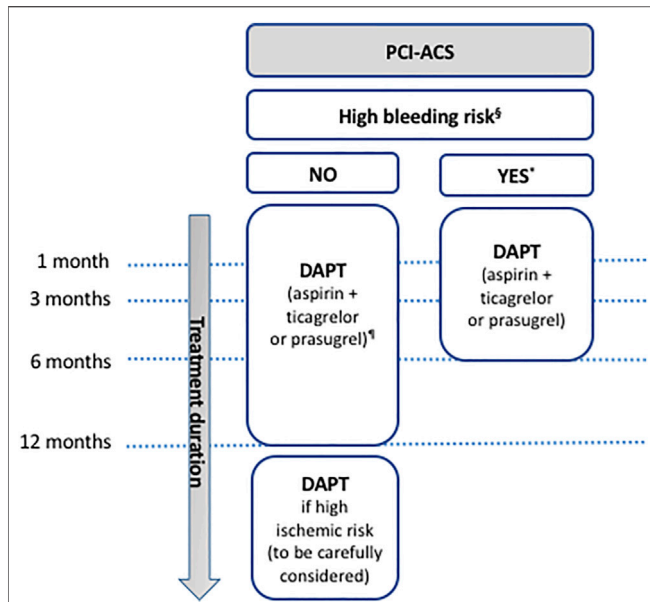 PCI-ACS
High bleeding risk§
NO
YES*
1 month
3 months
6 months
12 months
Treatment duration
DAPT
(aspirin +
ticagrelor
or prasugrel)¶
DAPT
(aspirin +
ticagrelor
or prasugrel)
DAPT
if high
ischemic risk
(to be carefully
considered)